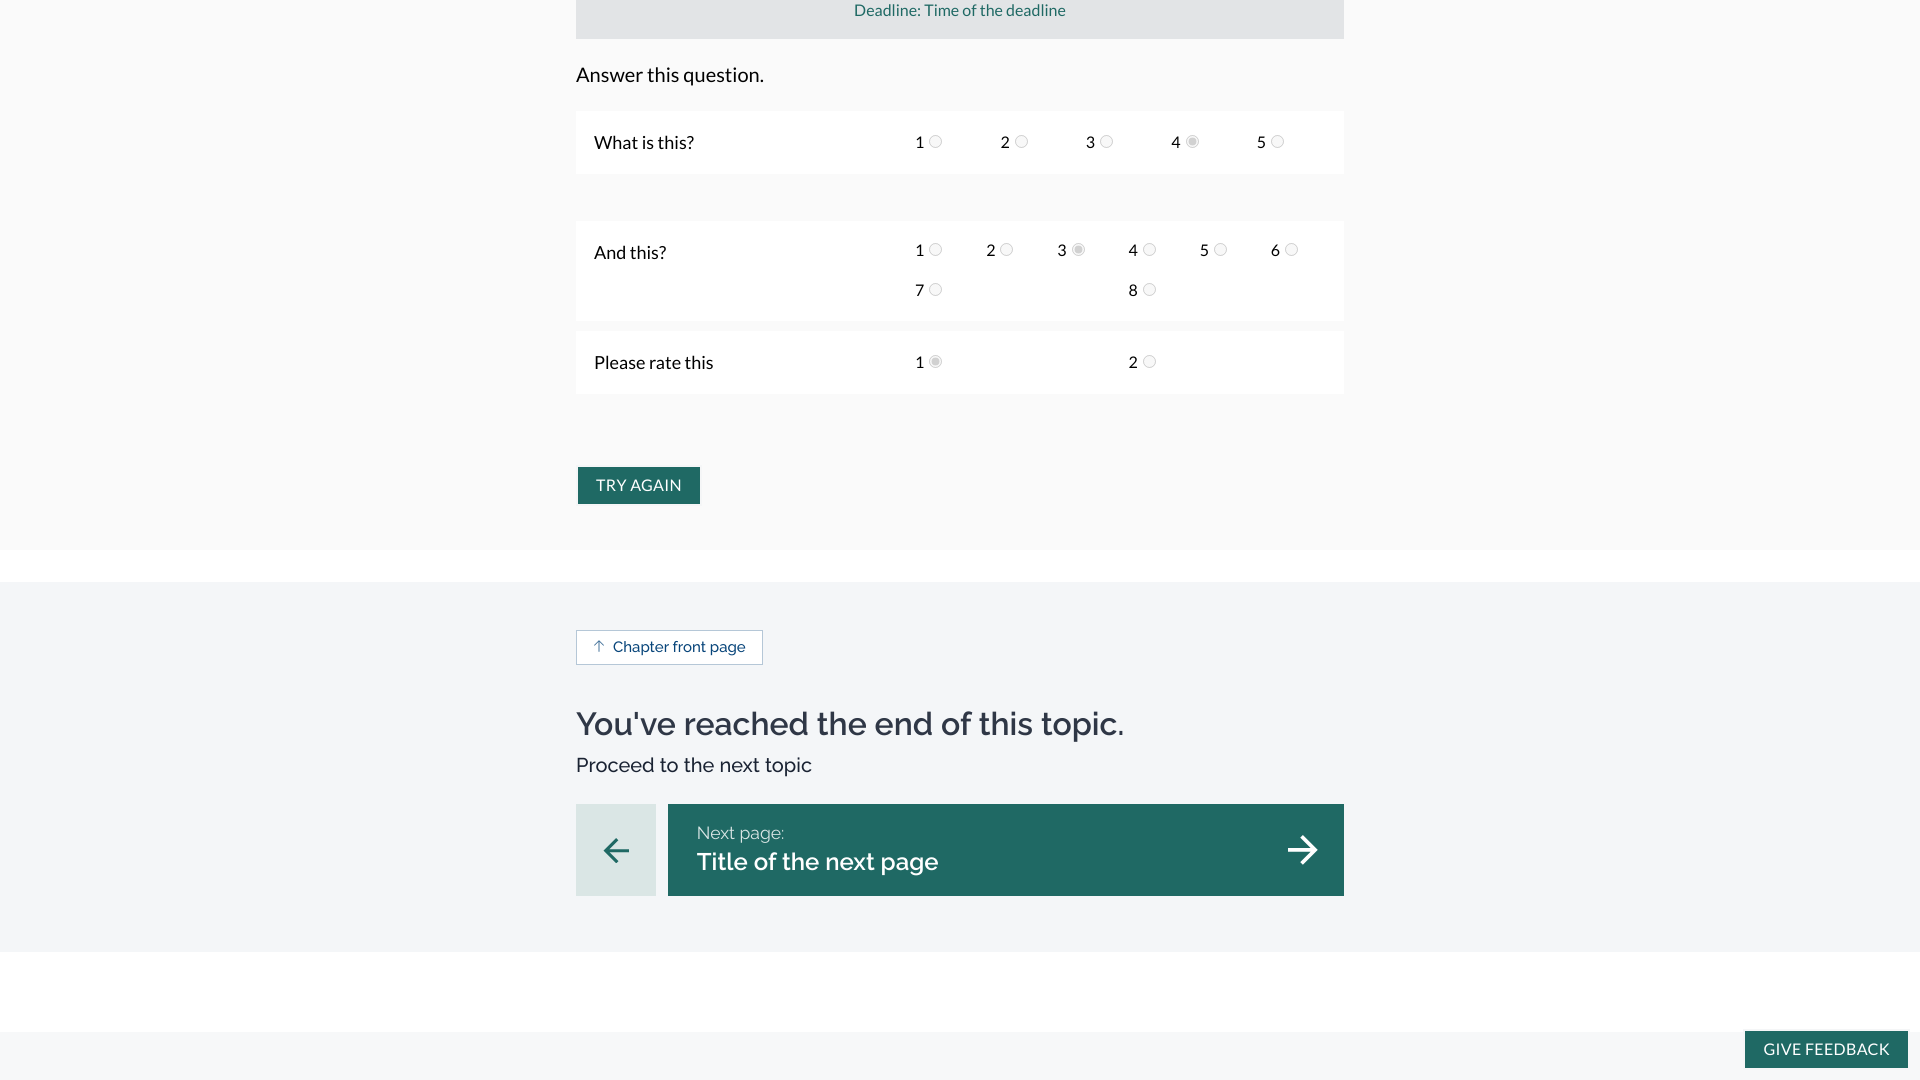 Deadline: Time of the deadline
Answer this question.
What is this? 1 2 3 4 5
And this? 1 2 3 4 5 6
7 8
Please rate this 1 2
TRY AGAIN
Chapter front page
You've reached the end of this topic.
Proceed to the next topic
Next page:
Title of the next page
GIVE FEEDBACK